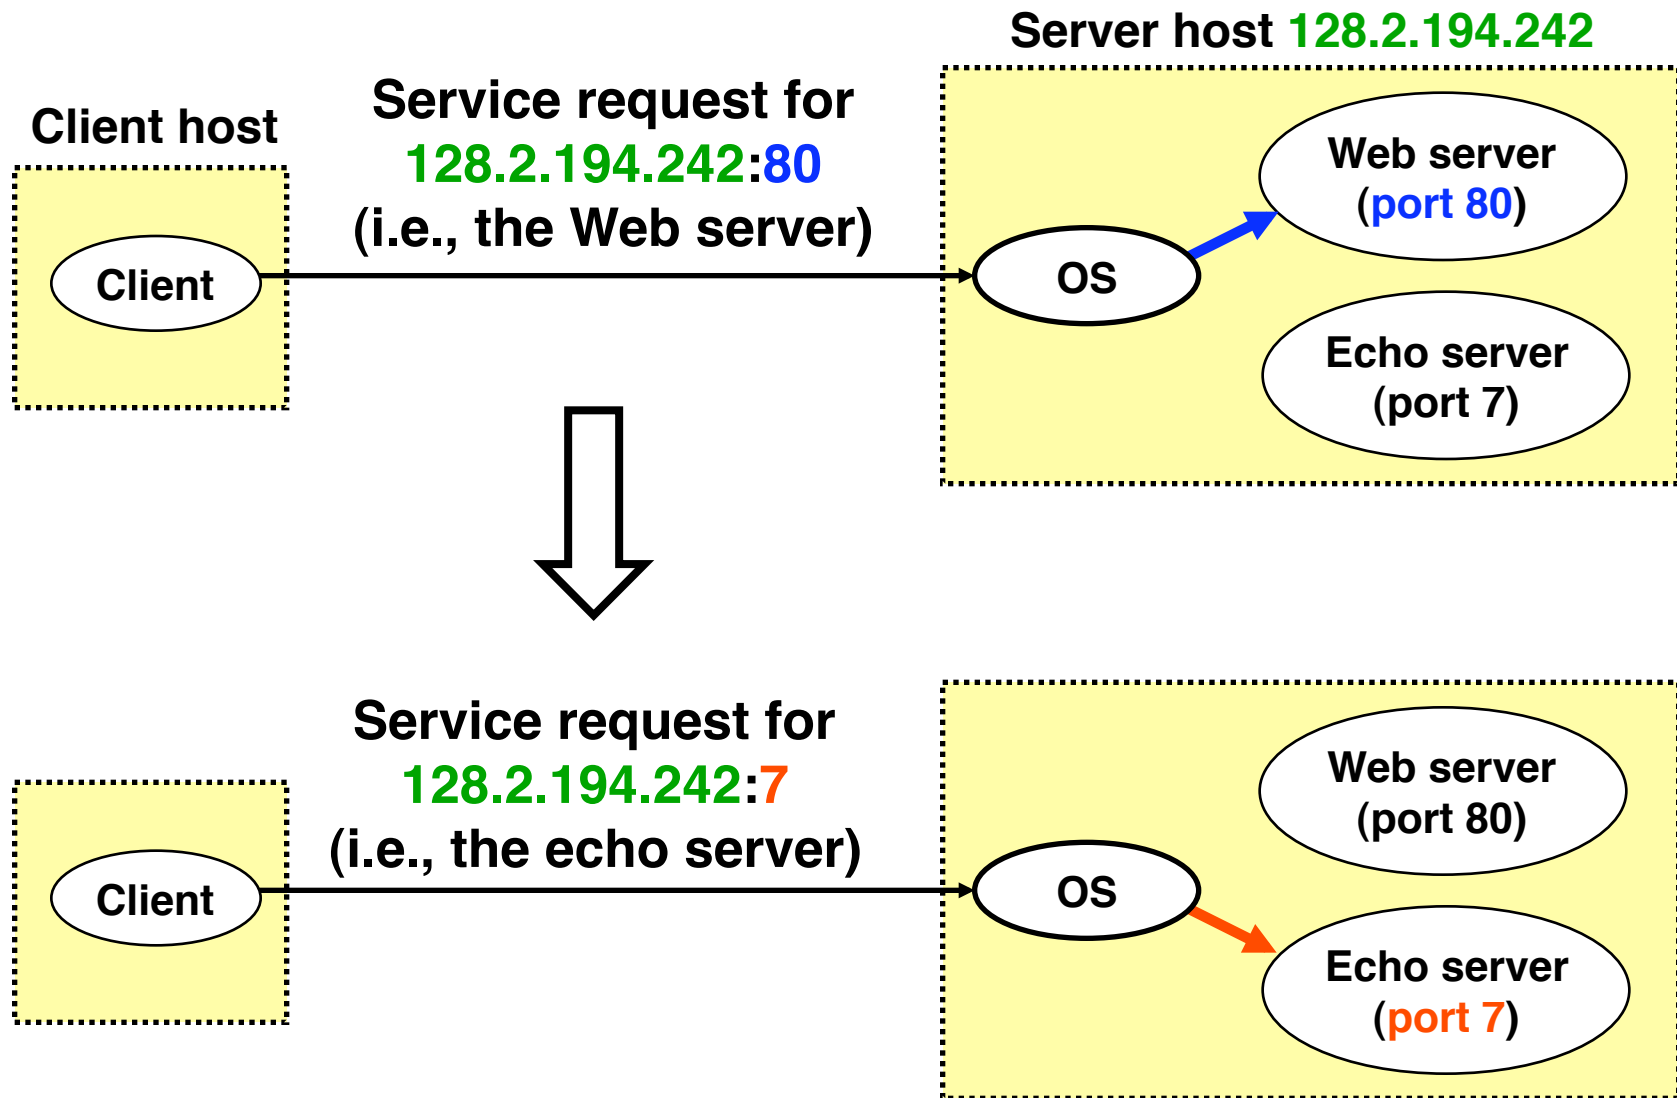 Server host 128.2.194.242
Client host
Service request for
128.2.194.242:80
(i.e., the Web server)
Client
OS
Web server
(port 80)
Echo server
(port 7)
Service request for
128.2.194.242:7
(i.e., the echo server)
Client
OS
Web server
(port 80)
Echo server
(port 7)